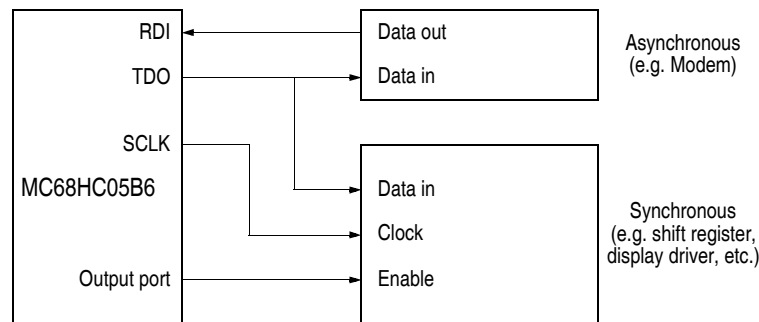 RDI
TDO
SCLK
MC68HC05B6
Output port
Data out
Data in
Asynchronous
(e.g. Modem)
Data in
Clock
Enable
Synchronous
(e.g. shift register,
display driver, etc.)